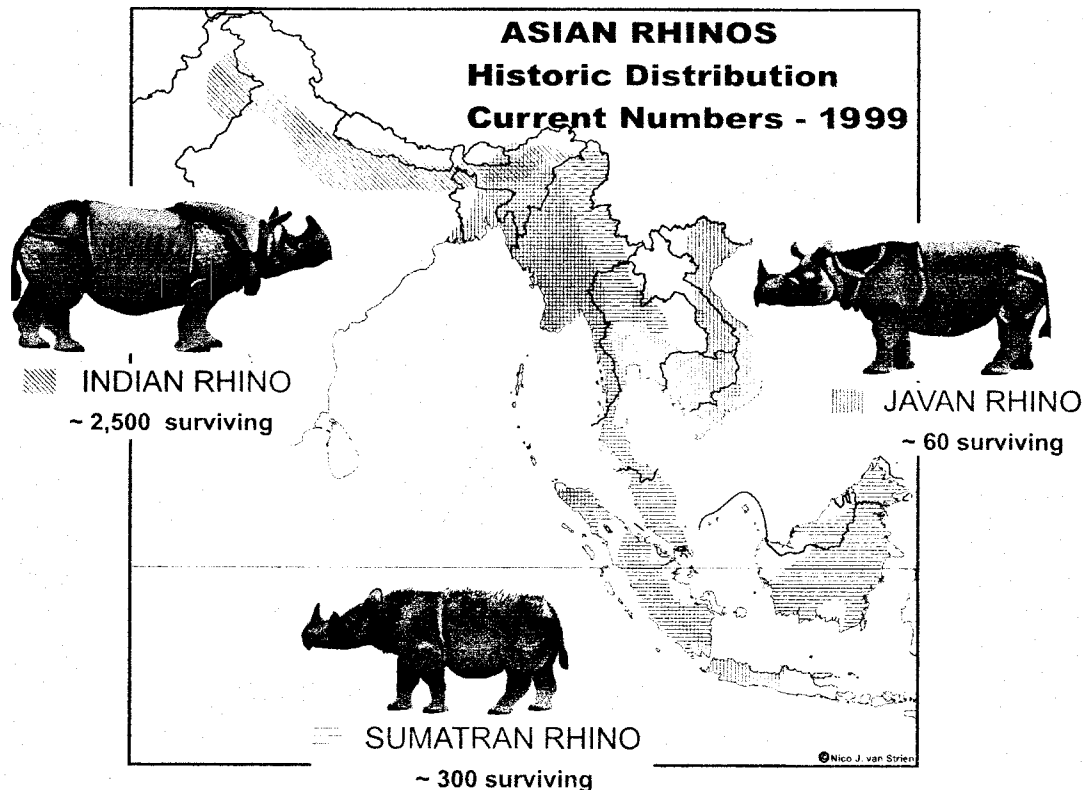 ASIAN RHINOS
Historic Distribution
Current Numbers - 1999
INDIAN RHINO
~ 2,500 surviving
JAVAN RHINO
~ 60 surviving
SUMATRAN RHINO
~ 300 surviving
©Nico J. van Strien